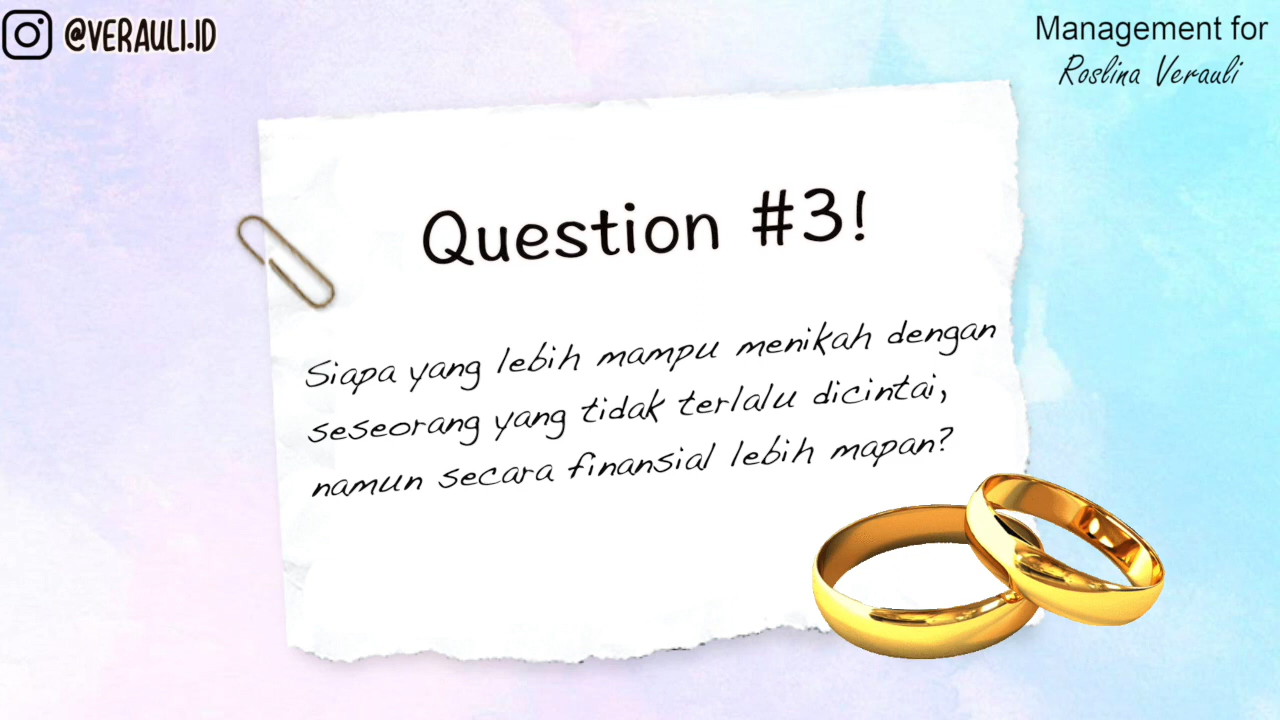 @VERAULI.ID
Management for
Roslina Verauli
Question #3!
Siapa yang lebih mampu menikah dengan
seseorang yang tidak terlalu dicintai,
namun secara finansial lebih mapan?